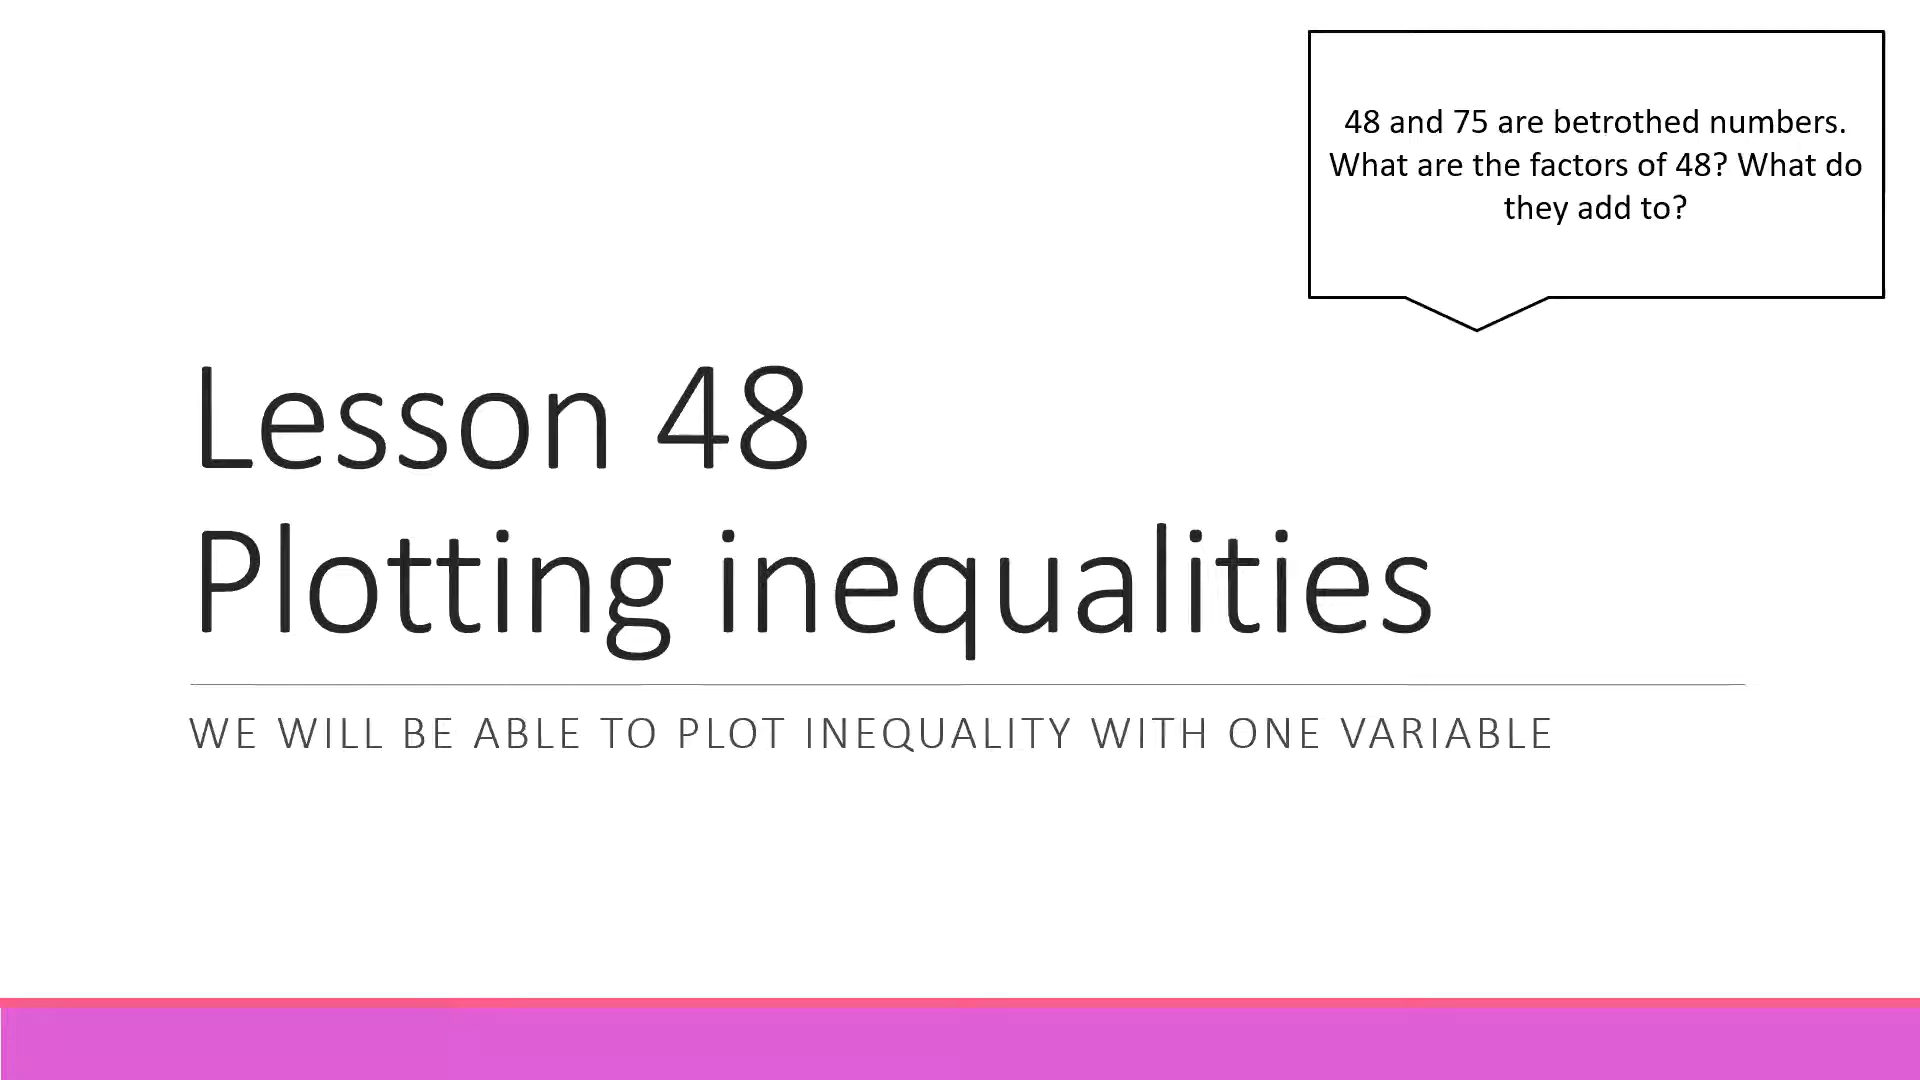 48 and 75 are betrothed numbers.
What are the factors of 48? What do
they add to?
Lesson 48
Plotting inequalities
WE WILL BE ABLE TO PLOT INEQUALITY WITH ONE VARIABLE